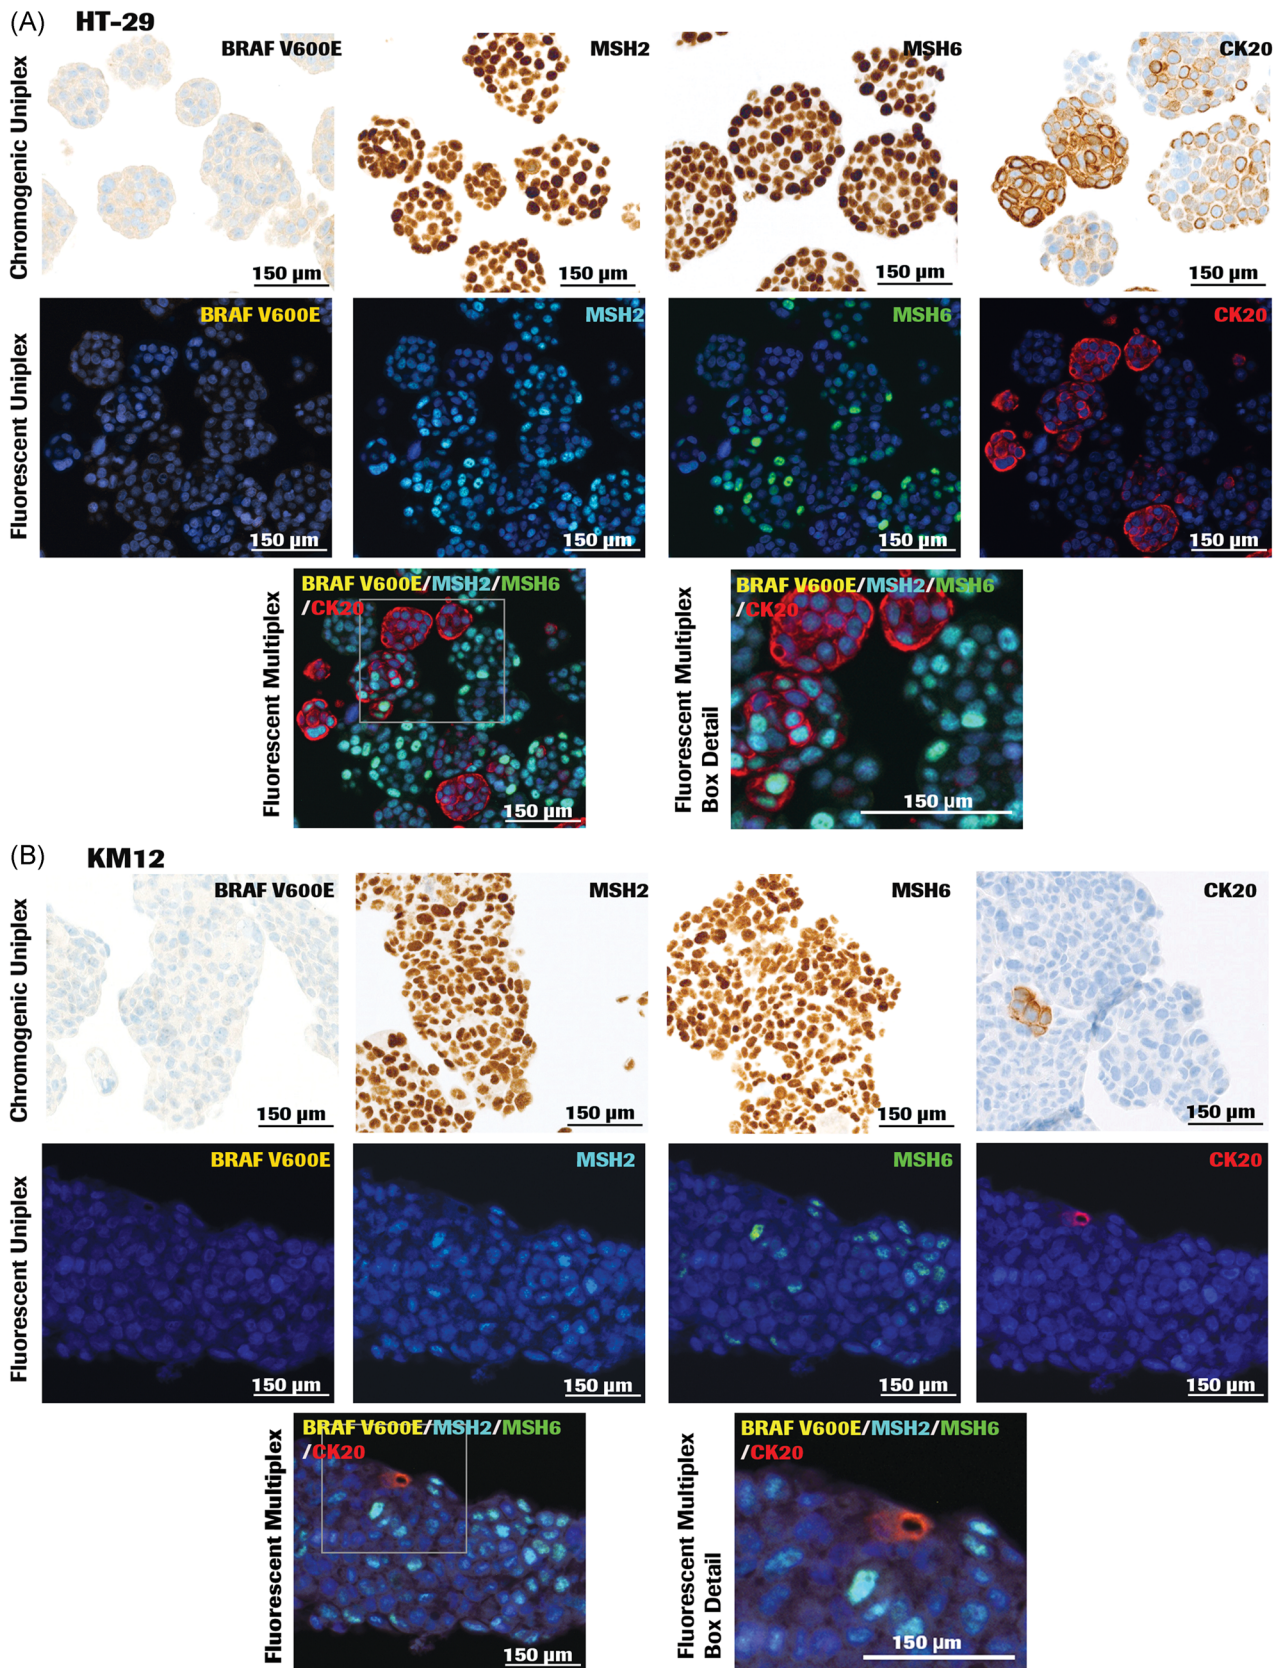 (A) HT-29
Chromogenic Uniplex
BRAF V600E
MSH2
MSH6
CK20
150 µm
150 µm
150 µm
150 µm
Fluorescent Uniplex
BRAF V600E
MSH2
MSH6
CK20
150 µm
150 µm
150 µm
150 µm
Fluorescent Multiplex
BRAF V600E/MSH2/MSH6
/CK20
150 µm
Fluorescent Multiplex
Box Detail
BRAF V600E/MSH2/MSH6
/CK20
150 µm
(B) KM12
Chromogenic Uniplex
BRAF V600E
MSH2
MSH6
CK20
150 µm
150 µm
150 µm
150 µm
Fluorescent Uniplex
BRAF V600E
MSH2
MSH6
CK20
150 µm
150 µm
150 µm
150 µm
Fluorescent Multiplex
BRAF V600E/MSH2/MSH6
/CK20
150 µm
Fluorescent Multiplex
Box Detail
BRAF V600E/MSH2/MSH6
/CK20
150 µm